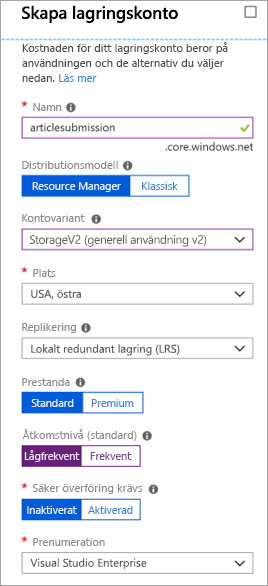 Skapa lagringskonto
Kostnaden för ditt lagringskonto beror på
användningen och de alternativ du väljer
nedan. Läs mer
* Namn
articlesubmission
.core.windows.net
Distributionsmodell
Resource Manager Klassisk
Kontovariant
StorageV2 (generell användning v2)
* Plats
USA, östra
Replikering
Lokalt redundant lagring (LRS)
Prestanda
Standard Premium
Åtkomstnivå (standard)
Lågfrekvent Frekvent
* Säker överföring krävs
Inaktiverat Aktiverad
* Prenumeration
Visual Studio Enterprise